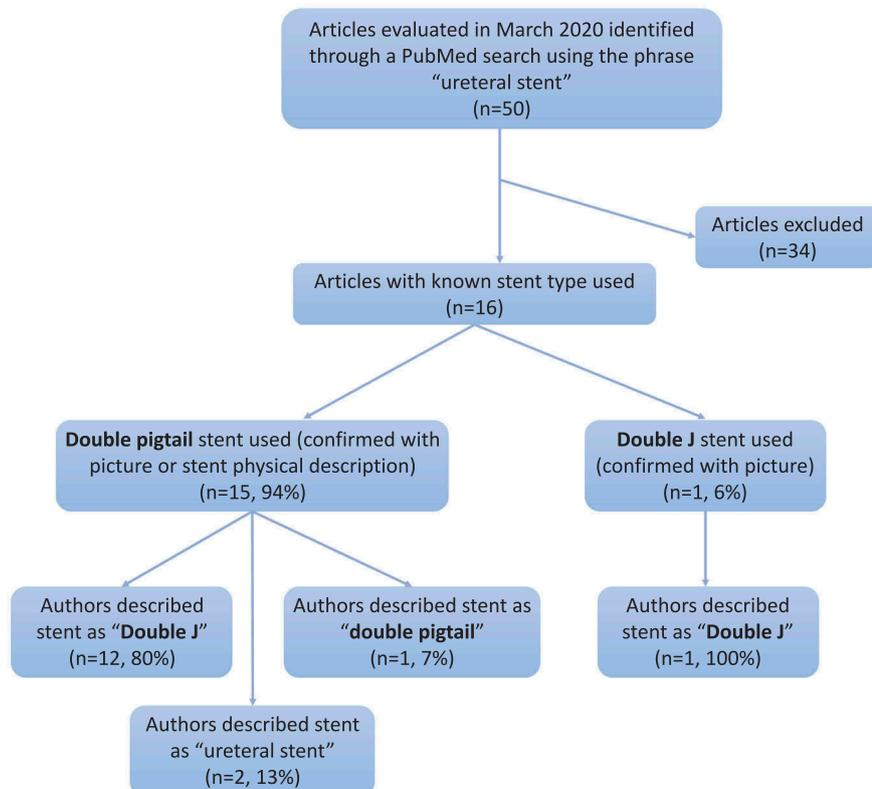 Articles evaluated in March 2020 identified
through a PubMed search using the phrase
“ureteral stent”
(n=50)
Articles excluded
(n=34)
Articles with known stent type used
(n=16)
Double pigtail stent used (confirmed with
picture or stent physical description)
(n=15, 94%)
Double J stent used
(confirmed with picture)
(n=1, 6%)
Authors described
stent as “Double J”
(n=12, 80%)
Authors described stent as
“double pigtail”
(n=1, 7%)
Authors described
stent as “Double J”
(n=1, 100%)
Authors described stent
as “ureteral stent”
(n=2, 13%)